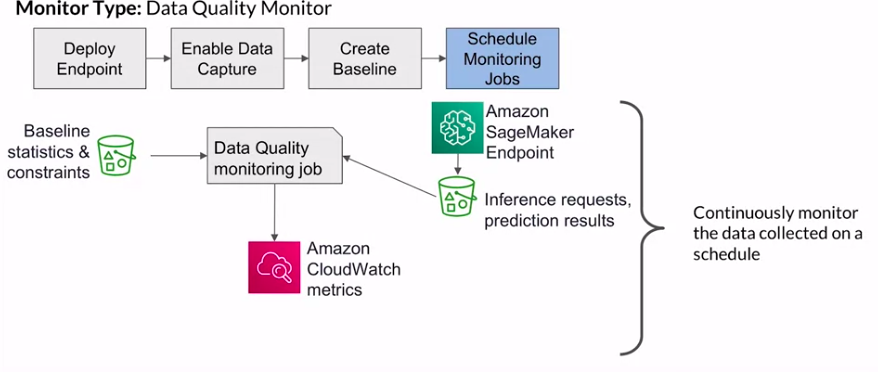 Monitor Type: Data Quality Monitor
Deploy
Endpoint
Enable Data
Capture
Create
Baseline
Schedule
Monitoring
Jobs
Baseline
statistics &
constraints
Data Quality
monitoring job
Amazon
SageMaker
Endpoint
Inference requests,
prediction results
Amazon
CloudWatch
metrics
Continuously monitor
the data collected on a
schedule